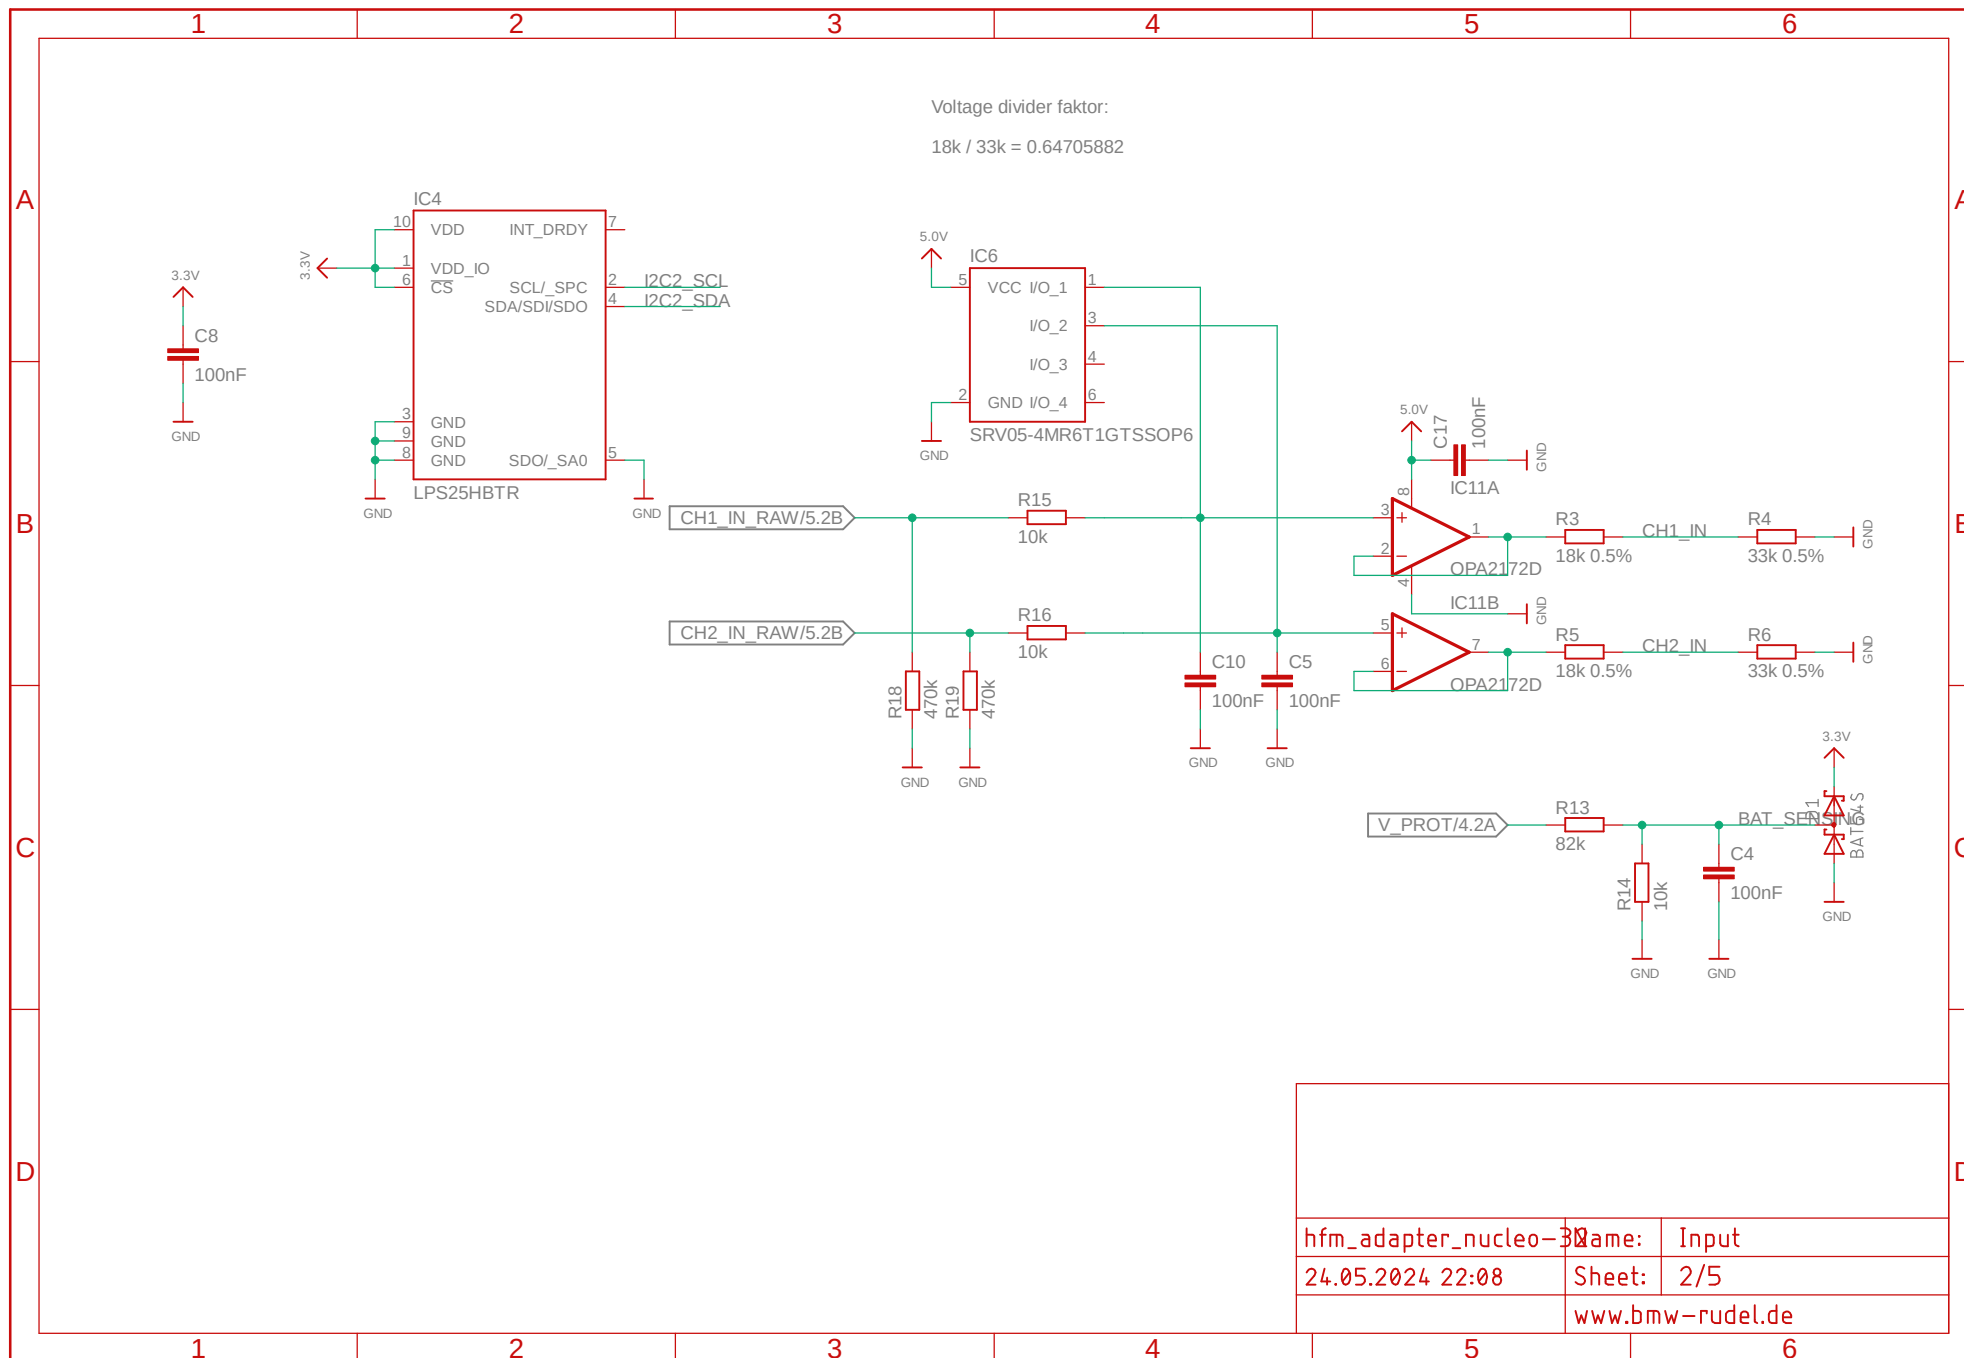 1 2 3 4 5 6
Voltage divider faktor:
18k / 33k = 0.64705882
A
IC4
10 VDD INT_DRDY 7
1 VDD_IO
6 CS SCL/_SPC 2 I2C2_SCL
SDA/SDI/SDO 4 I2C2_SDA
3 GND
9 GND
8 GND SDO/_SA0 5
LPS25HBTR
3.3V
GND
GND
3.3V
C8
100nF
GND
5.0V
IC6
5 VCC I/O_1 1
I/O_2 3
I/O_3 4
2 GND I/O_4 6
SRV05-4MR6T1GTSSOP6
GND
B
CH1_IN_RAW/5.2B
R15
10k
CH2_IN_RAW/5.2B
R16
10k
R18
470k
GND
R19
470k
GND
C10
100nF
GND
C5
100nF
GND
5.0V
C17
100nF
GND
IC11A
8
3 +
2 -
1
4
OPA2172D
GND
R3
18k 0.5%
CH1_IN
R4
33k 0.5%
GND
IC11B
5 +
6 -
7
OPA2172D
R5
18k 0.5%
CH2_IN
R6
33k 0.5%
GND
C
V_PROT/4.2A
R13
82k
R14
10k
GND
C4
100nF
GND
BAT_SENSING
3.3V
BAT64S
GND
D
hfm_adapter_nucleo-32
Name: Input
24.05.2024 22:08
Sheet: 2/5
www.bmw-rudel.de
1 2 3 4 5 6